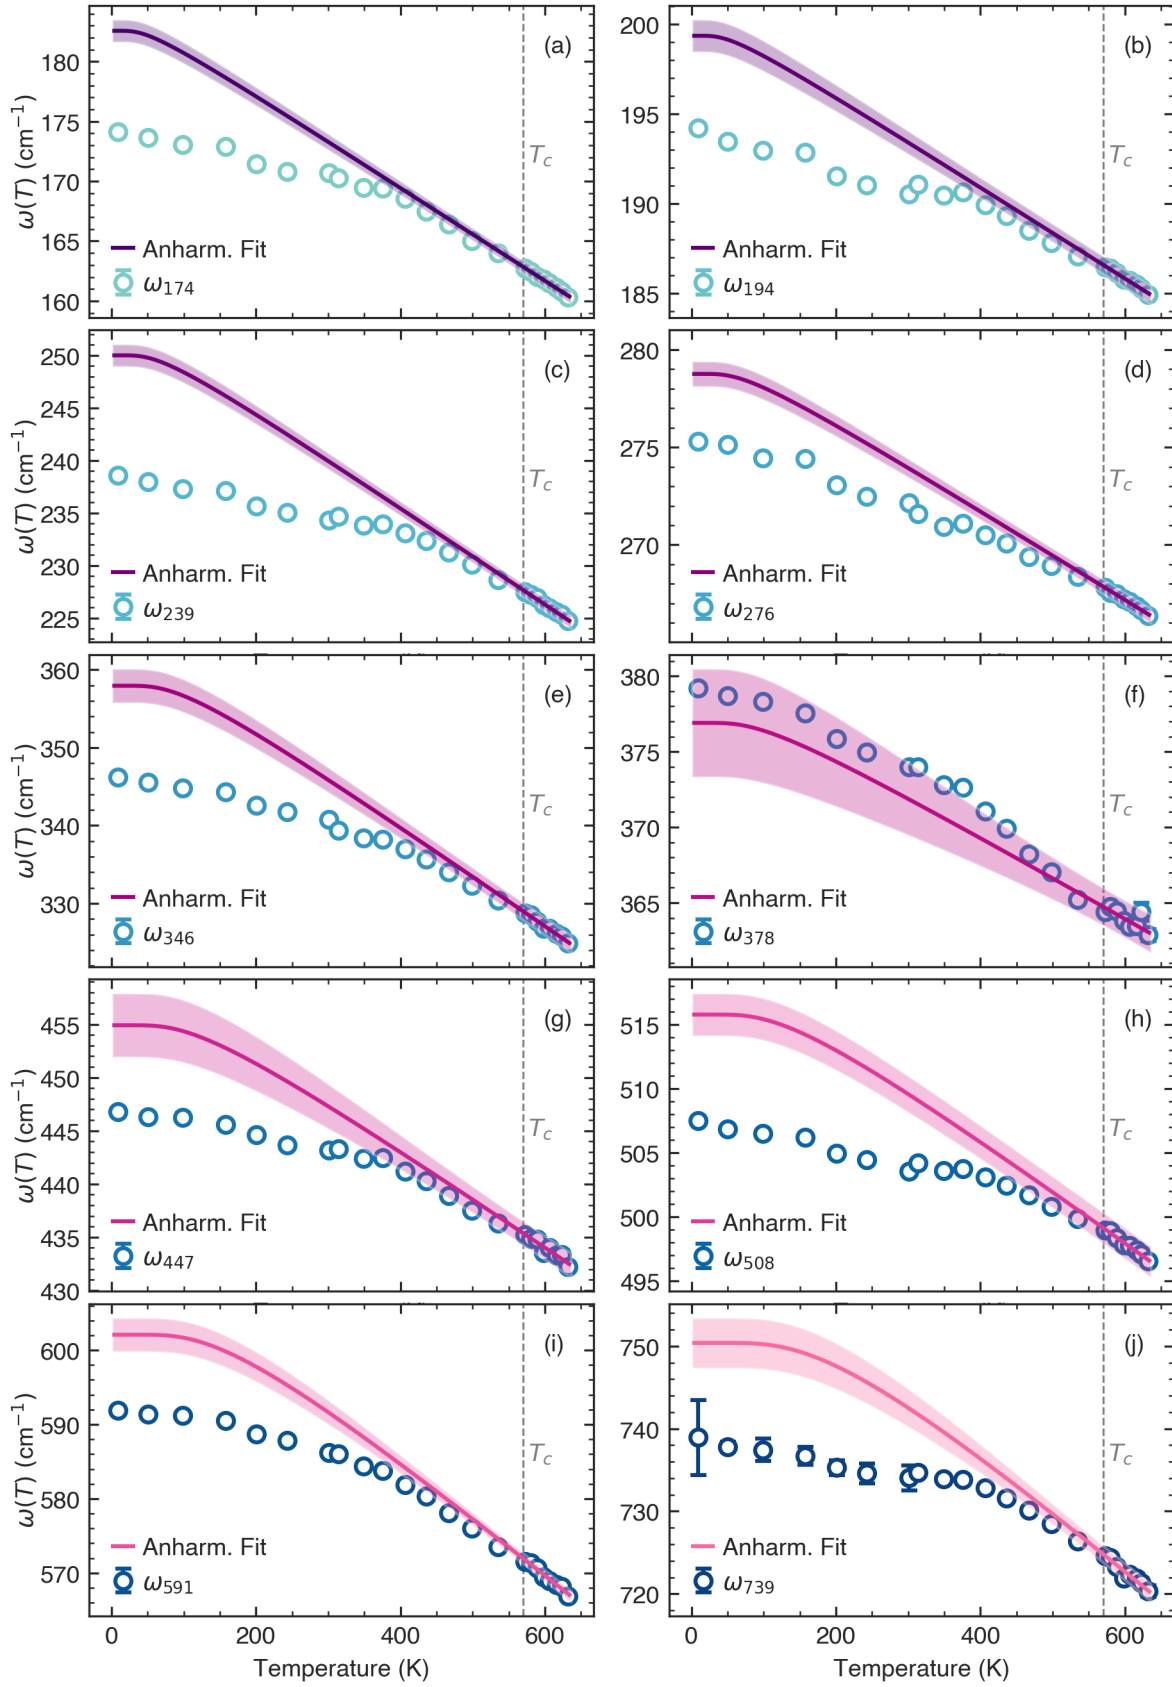 (a)
182
175
170
165
160
ω(T) (cm⁻¹)
T_c
Anharm. Fit
ω₁₇₄
(b)
200
195
190
185
T_c
Anharm. Fit
ω₁₉₄
(c)
250
245
240
235
230
225
ω(T) (cm⁻¹)
T_c
Anharm. Fit
ω₂₃₉
(d)
280
275
270
T_c
Anharm. Fit
ω₂₇₆
(e)
360
350
340
330
ω(T) (cm⁻¹)
T_c
Anharm. Fit
ω₃₄₆
(f)
380
375
370
365
T_c
Anharm. Fit
ω₃₇₈
(g)
455
450
445
440
435
430
ω(T) (cm⁻¹)
T_c
Anharm. Fit
ω₄₄₇
(h)
515
510
505
500
495
T_c
Anharm. Fit
ω₅₀₈
(i)
600
590
580
570
ω(T) (cm⁻¹)
T_c
Anharm. Fit
ω₅₉₁
0 200 400 600
Temperature (K)
(j)
750
740
730
720
T_c
Anharm. Fit
ω₇₃₉
0 200 400 600
Temperature (K)